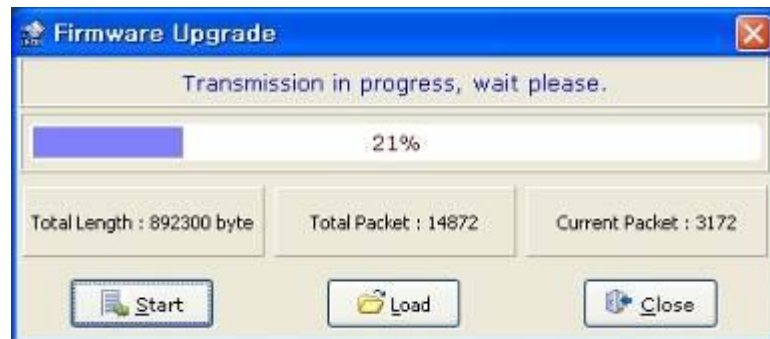 Firmware Upgrade
Transmission in progress, wait please.
21%
Total Length : 892300 byte
Total Packet : 14872
Current Packet : 3172
Start
Load
Close